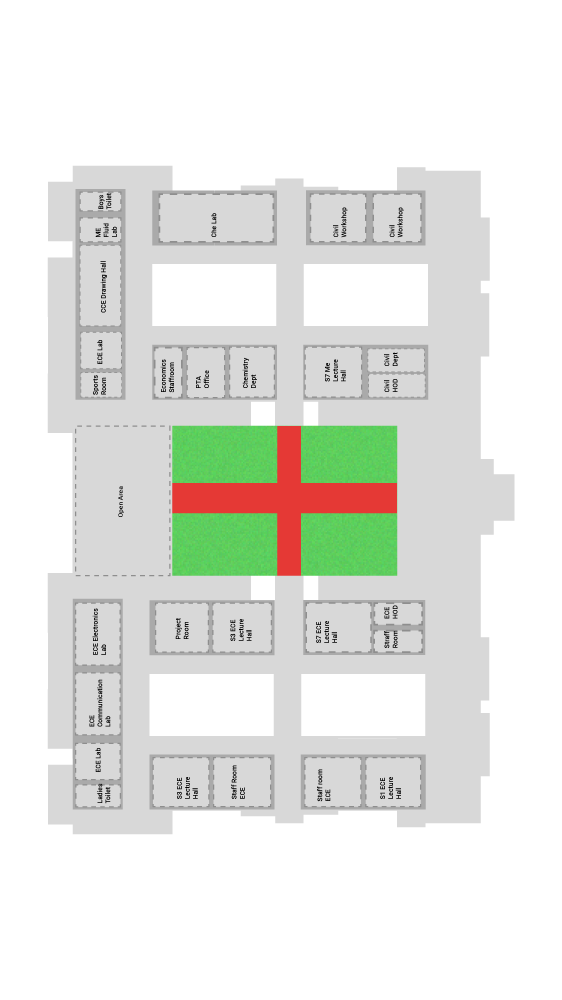 Boys
Toilet
ME
Fluid
Lab
CCE Drawing Hall
ECE Lab
Sports
Room
Che Lab
Civil
Workshop
Civil
Workshop
Economics
Staffroom
PTA
Office
Chemistry
Dept
S7 Me
Lecture
Hall
Civil
Dept
Civil
HOD
Open Area
ECE Electronics
Lab
ECE
Communication
Lab
ECE Lab
Ladies
Toilet
Project
Room
S3 ECE
Lecture
Hall
S7 ECE
Lecture
Hall
ECE
HOD
Straff
Room
S3 ECE
Lecture
Hall
Staff Room
ECE
Staff room
ECE
S1 ECE
Lecture
Hall